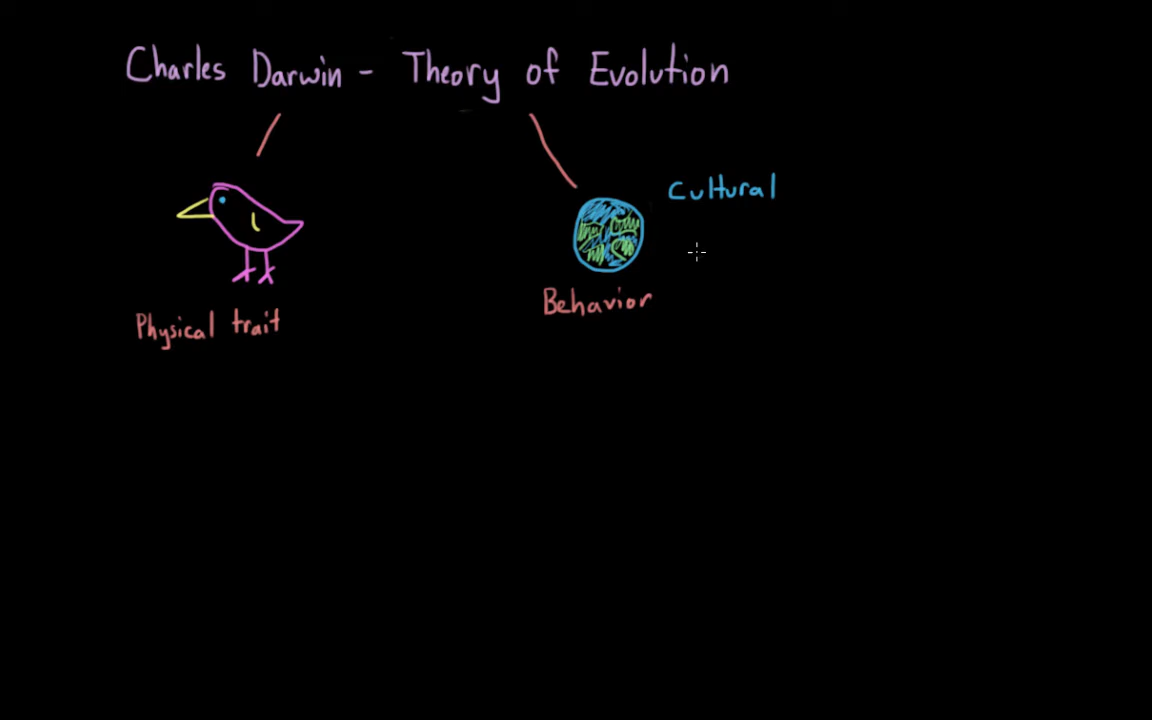 Charles Darwin - Theory of Evolution
Cultural
Behavior
Physical trait